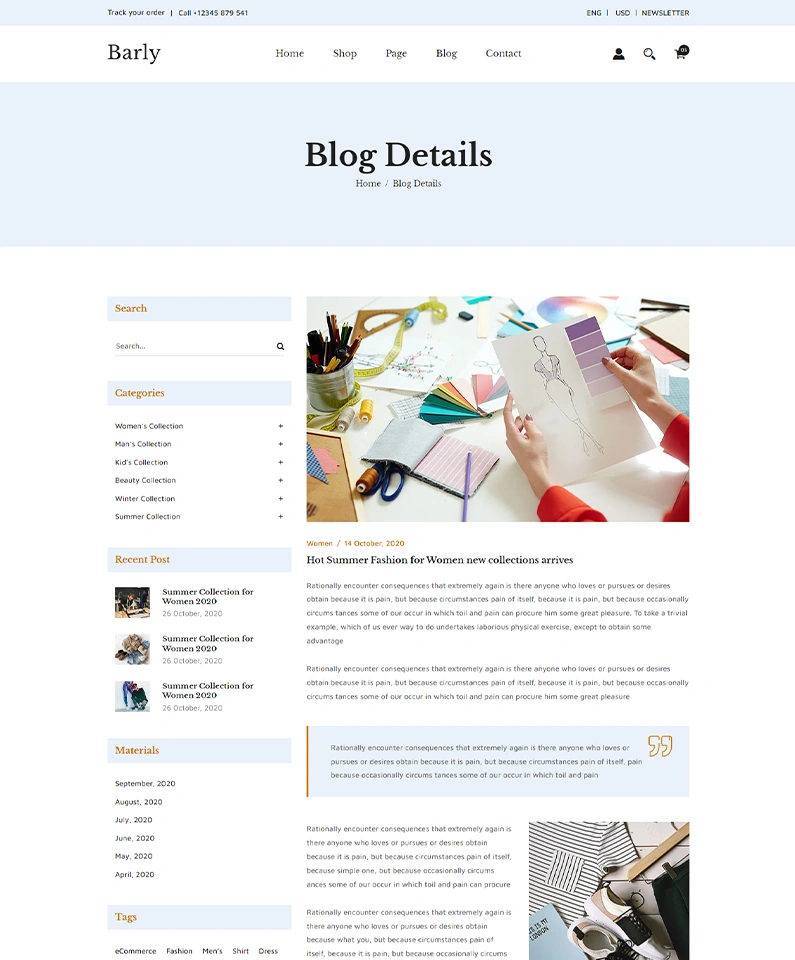 Track your order | Call +12345 879 541
ENG | USD | NEWSLETTER
Barly
Home Shop Page Blog Contact
05
Blog Details
Home / Blog Details
Search
Search...
Categories
Women's Collection +
Man's Collection +
Kid's Collection +
Beauty Collection +
Winter Collection +
Summer Collection +
Recent Post
Summer Collection for
Women 2020
26 October, 2020
Summer Collection for
Women 2020
26 October, 2020
Summer Collection for
Women 2020
26 October, 2020
Materials
September, 2020
August, 2020
July, 2020
June, 2020
May, 2020
April, 2020
Tags
eCommerce Fashion Men's Shirt Dress
Women / 14 October, 2020
Hot Summer Fashion for Women new collections arrives
Rationally encounter consequences that extremely again is there anyone who loves or pursues or desires
obtain because it is pain, but because circumstances pain of itself, because it is pain, but because occasionally
circums tances some of our occur in which toil and pain can procure him some great pleasure. To take a trivial
example, which of us ever way to do undertakes laborious physical exercise, except to obtain some
advantage
Rationally encounter consequences that extremely again is there anyone who loves or pursues or desires
obtain because it is pain, but because circumstances pain of itself, because it is pain, but because occasionally
circums tances some of our occur in which toil and pain can procure him some great pleasure
Rationally encounter consequences that extremely again is there anyone who loves or
pursues or desires obtain because it is pain, but because circumstances pain of itself, pain
because occasionally circums tances some of our occur in which toil and pain
Rationally encounter consequences that extremely again is
there anyone who loves or pursues or desires obtain
because it is pain, but because circumstances pain of itself,
because simple one, but because occasionally circums
ances some of our occur in which toil and pain can procure
Rationally encounter consequences that extremely again is
there anyone who loves or pursues or desires obtain
because what you, but because circumstances pain of
itself, because is pain, but because occasionally circums
THIS IS MY
LONDON